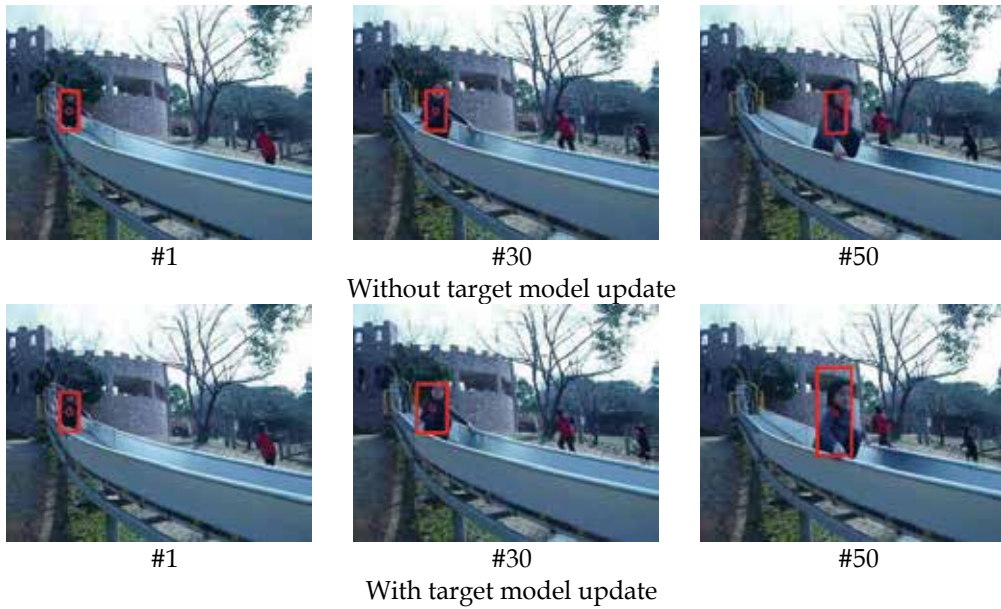 #1 #30 #50
Without target model update
#1 #30 #50
With target model update